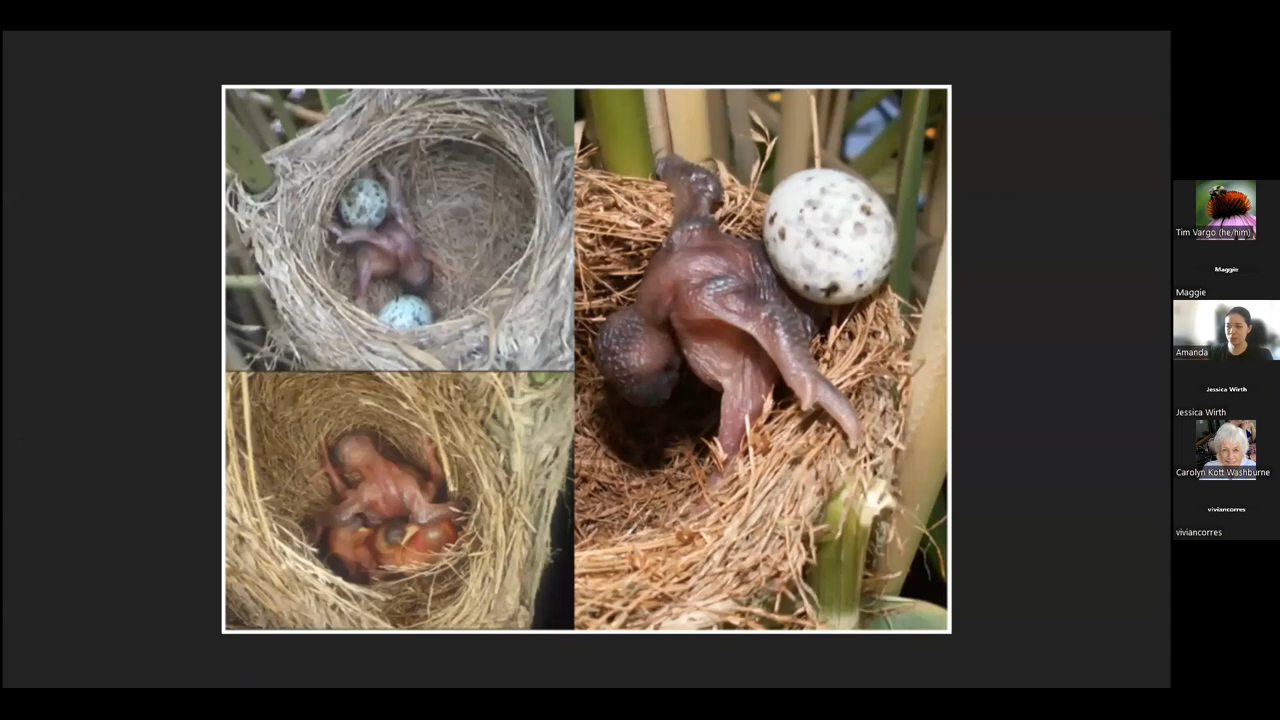 Tim Vargo (he/him)
Maggie
Maggie
Amanda
Jessica Wirth
Jessica Wirth
Carolyn Kott Washburne
viviancorres
viviancorres